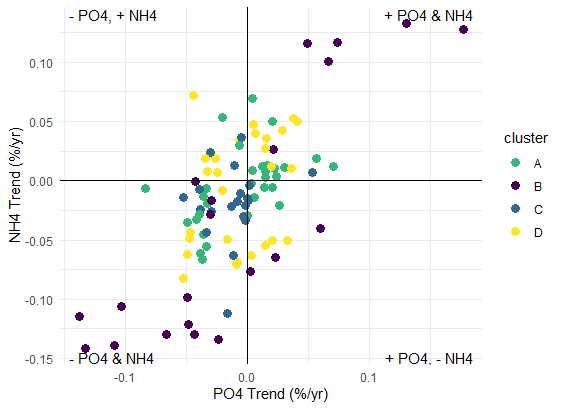 - PO4, + NH4
+ PO4 & NH4
0.10
0.05
0.00
-0.05
-0.10
-0.15
NH4 Trend (%/yr)
- PO4 & NH4
+ PO4, - NH4
-0.1
0.0
0.1
PO4 Trend (%/yr)
cluster
A
B
C
D